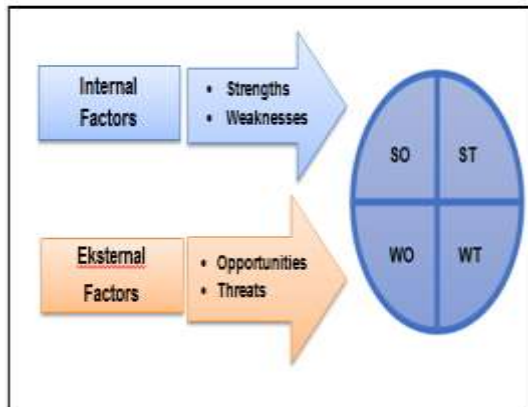 Internal
Factors
• Strengths
• Weaknesses
SO ST
WO WT
Eksternal
Factors
• Opportunities
• Threats